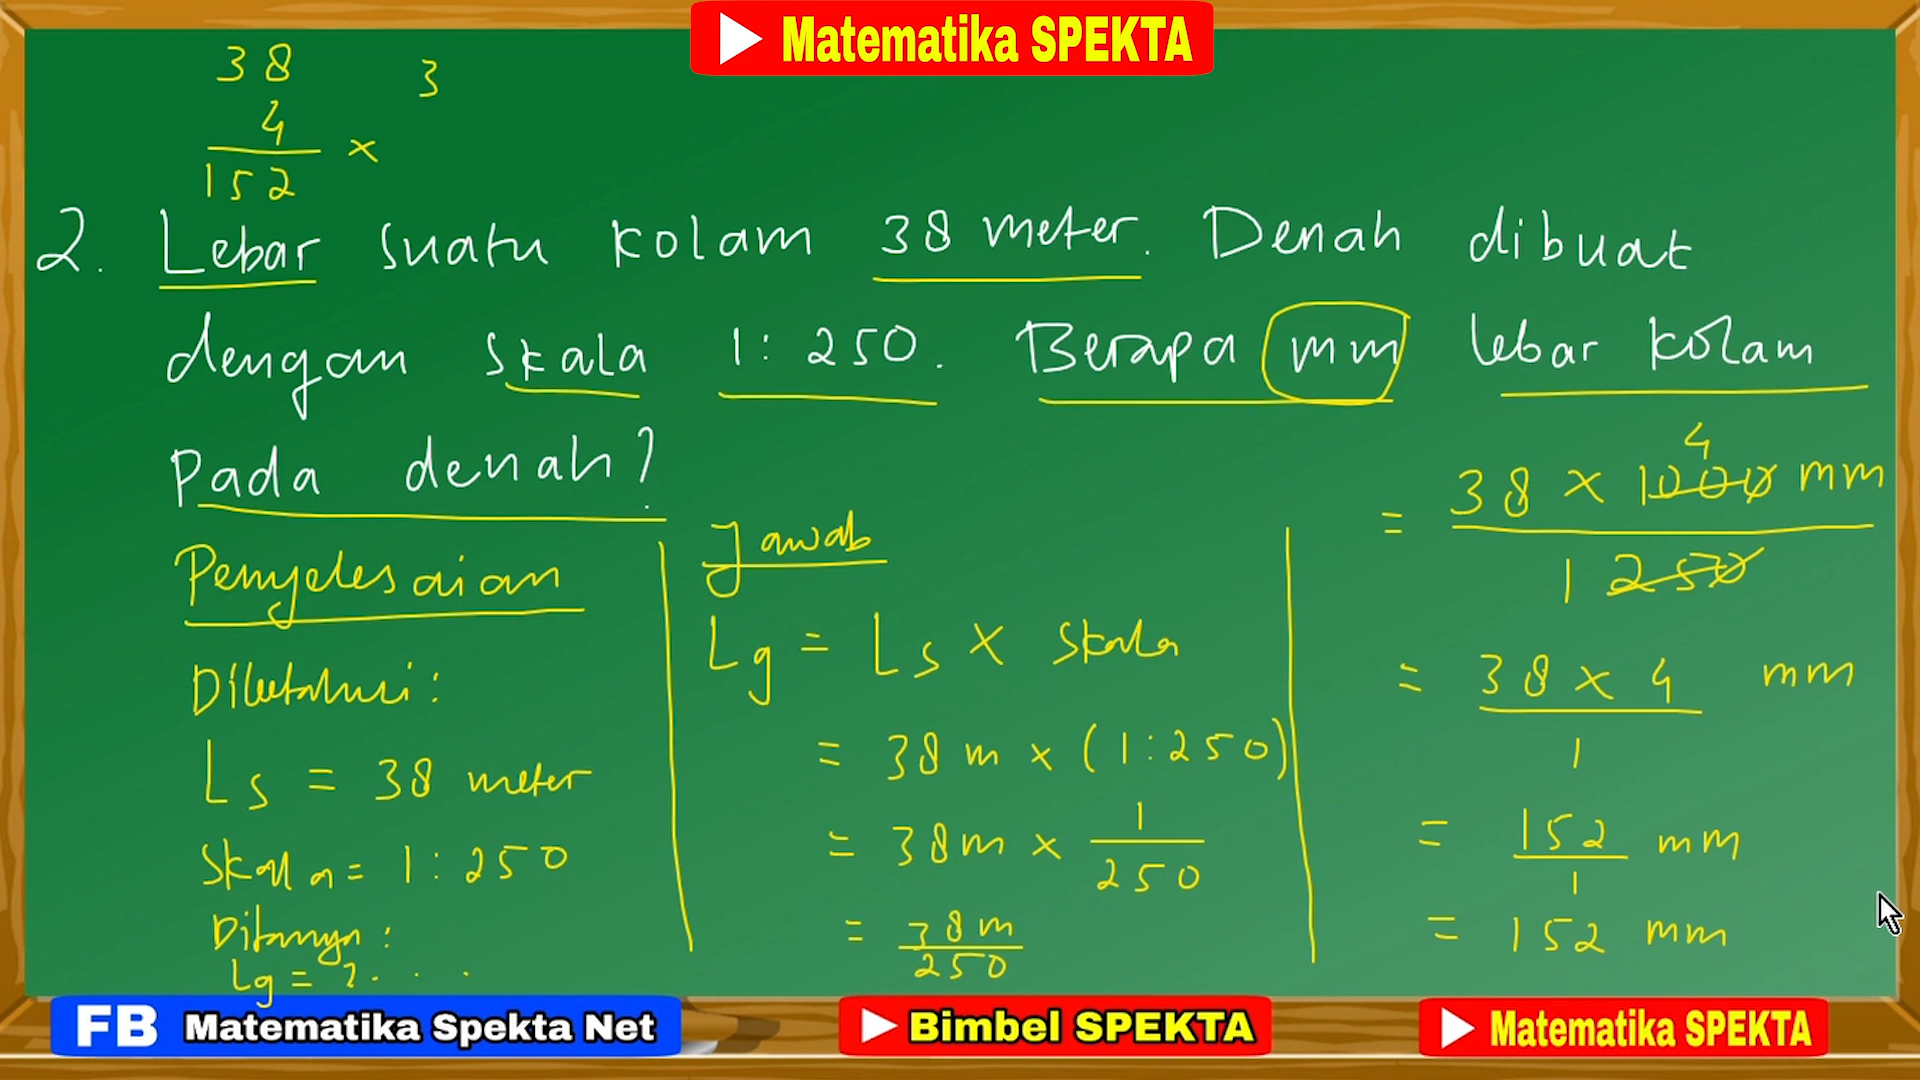 Matematika SPEKTA
38 3
4 ×
152
2. Lebar suatu kolam 38 meter. Denah dibuat
dengan skala 1 : 250. Berapa mm lebar kolam
Pada denah?
Penyelesaian
Diketahui :
Ls = 38 meter
Skala = 1 : 250
Ditanya :
Lg = ? . . .
Jawab
Lg = Ls × Skala
= 38 m × (1 : 250)
= 38 m × 1
250
= 38 m
250
4
= 38 × 1000 mm
1 250
= 38 × 4 mm
1
= 152 mm
1
= 152 mm
FB Matematika Spekta Net
Bimbel SPEKTA
Matematika SPEKTA